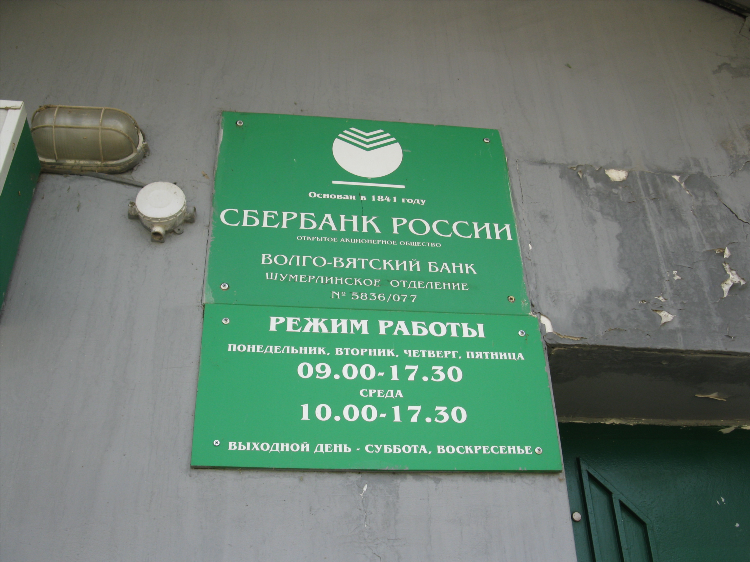 Основан в 1841 году
СБЕРБАНК РОССИИ
ОТКРЫТОЕ АКЦИОНЕРНОЕ ОБЩЕСТВО
ВОЛГО-ВЯТСКИЙ БАНК
ШУМЕРЛИНСКОЕ ОТДЕЛЕНИЕ
№ 5836/077
РЕЖИМ РАБОТЫ
ПОНЕДЕЛЬНИК, ВТОРНИК, ЧЕТВЕРГ, ПЯТНИЦА
09.00-17.30
СРЕДА
10.00-17.30
ВЫХОДНОЙ ДЕНЬ - СУББОТА, ВОСКРЕСЕНЬЕ